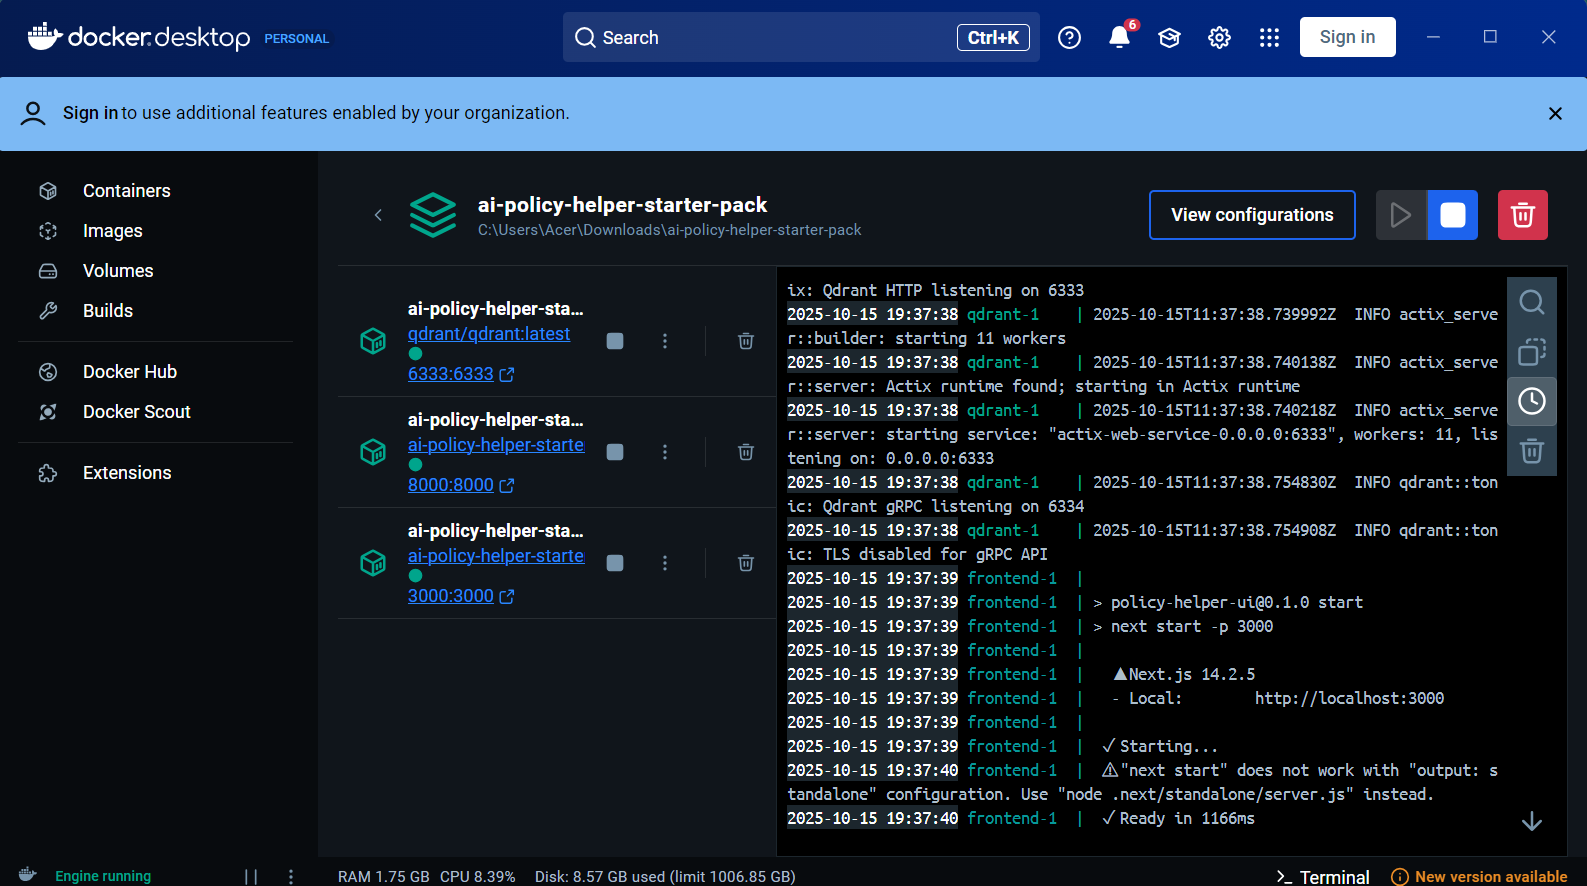 docker.desktop PERSONAL
Search
Ctrl+K
6
Sign in
Sign in to use additional features enabled by your organization.
Containers
Images
Volumes
Builds
Docker Hub
Docker Scout
Extensions
ai-policy-helper-starter-pack
C:\Users\Acer\Downloads\ai-policy-helper-starter-pack
View configurations
ai-policy-helper-sta...
qdrant/qdrant:latest
6333:6333
ai-policy-helper-sta...
ai-policy-helper-starte
8000:8000
ai-policy-helper-sta...
ai-policy-helper-starte
3000:3000
ix: Qdrant HTTP listening on 6333
2025-10-15 19:37:38 qdrant-1    | 2025-10-15T11:37:38.739992Z  INFO actix_serve
r::builder: starting 11 workers
2025-10-15 19:37:38 qdrant-1    | 2025-10-15T11:37:38.740138Z  INFO actix_serve
r::server: Actix runtime found; starting in Actix runtime
2025-10-15 19:37:38 qdrant-1    | 2025-10-15T11:37:38.740218Z  INFO actix_serve
r::server: starting service: "actix-web-service-0.0.0.0:6333", workers: 11, lis
tening on: 0.0.0.0:6333
2025-10-15 19:37:38 qdrant-1    | 2025-10-15T11:37:38.754830Z  INFO qdrant::ton
ic: Qdrant gRPC listening on 6334
2025-10-15 19:37:38 qdrant-1    | 2025-10-15T11:37:38.754908Z  INFO qdrant::ton
ic: TLS disabled for gRPC API
2025-10-15 19:37:39 frontend-1  |
2025-10-15 19:37:39 frontend-1  | > policy-helper-ui@0.1.0 start
2025-10-15 19:37:39 frontend-1  | > next start -p 3000
2025-10-15 19:37:39 frontend-1  |
2025-10-15 19:37:39 frontend-1  |   ▲Next.js 14.2.5
2025-10-15 19:37:39 frontend-1  |   - Local:        http://localhost:3000
2025-10-15 19:37:39 frontend-1  |
2025-10-15 19:37:39 frontend-1  |  ✓ Starting...
2025-10-15 19:37:40 frontend-1  |  ⚠ "next start" does not work with "output: s
tandalone" configuration. Use "node .next/standalone/server.js" instead.
2025-10-15 19:37:40 frontend-1  |  ✓ Ready in 1166ms
Engine running
RAM 1.75 GB CPU 8.39%
Disk: 8.57 GB used (limit 1006.85 GB)
>_ Terminal
New version available